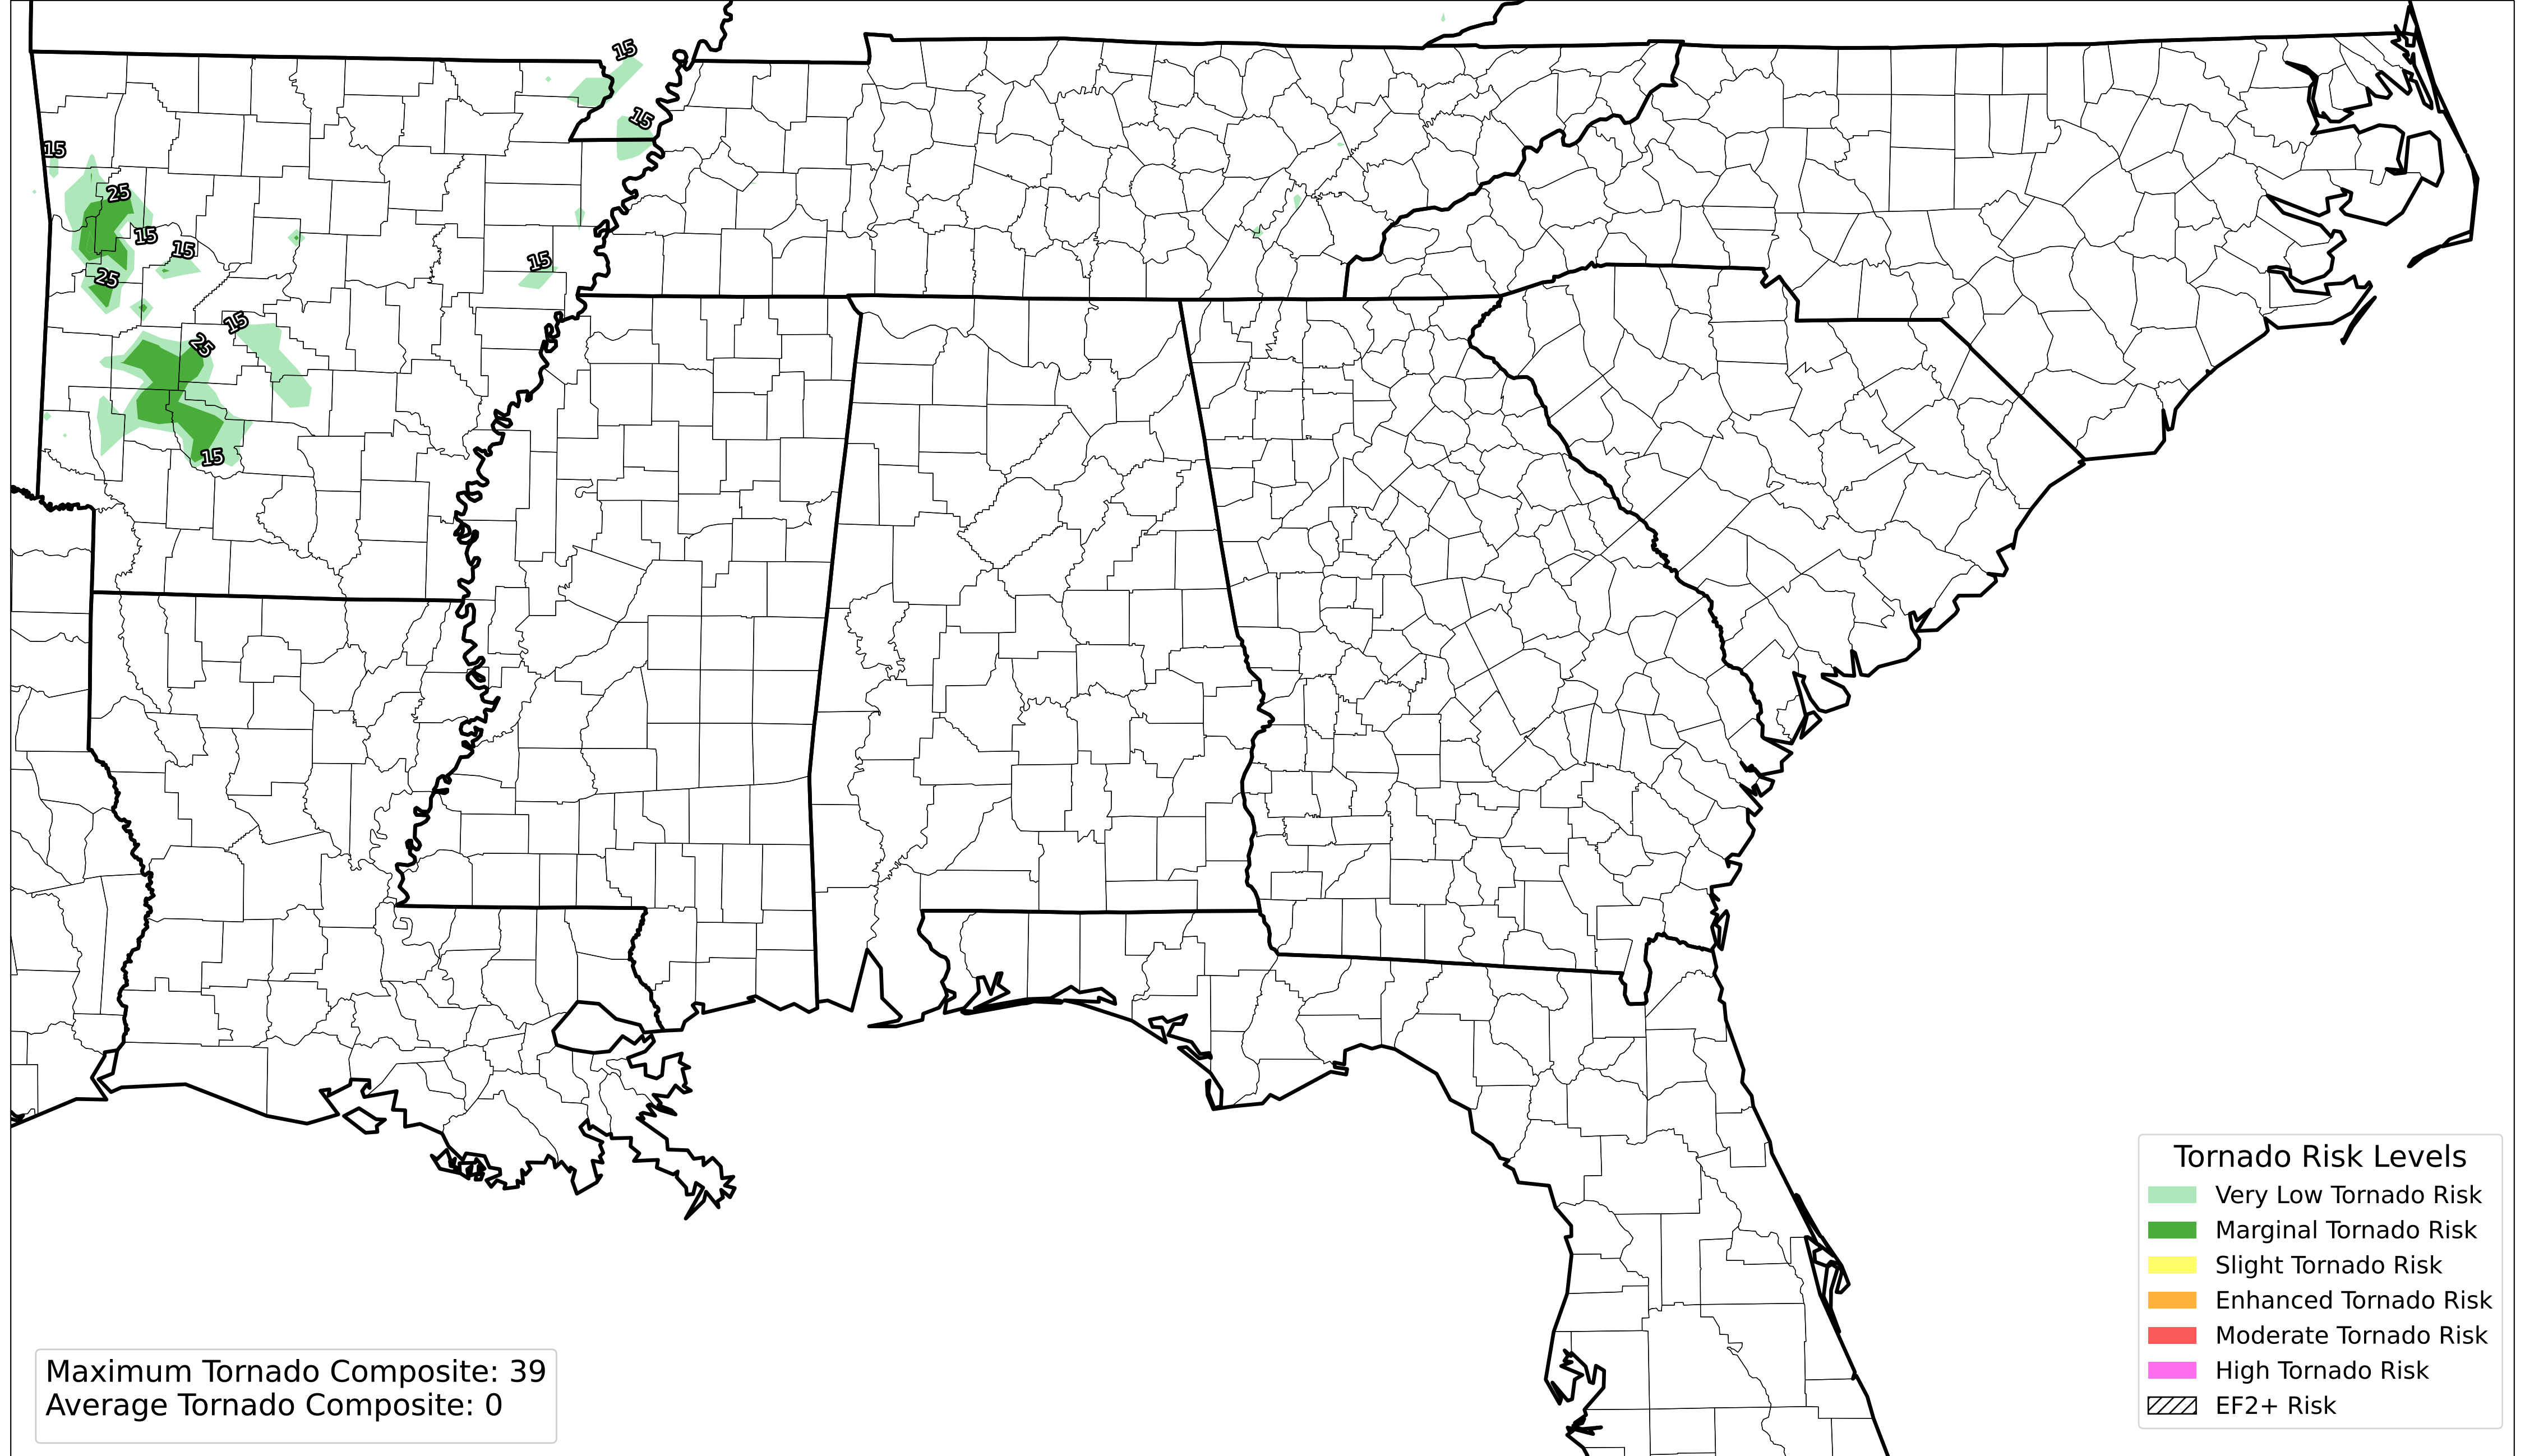 15
15
15
25
15
15
25
15
15
25
15
Tornado Risk Levels
Very Low Tornado Risk
Marginal Tornado Risk
Slight Tornado Risk
Enhanced Tornado Risk
Moderate Tornado Risk
High Tornado Risk
EF2+ Risk
Maximum Tornado Composite: 39
Average Tornado Composite: 0